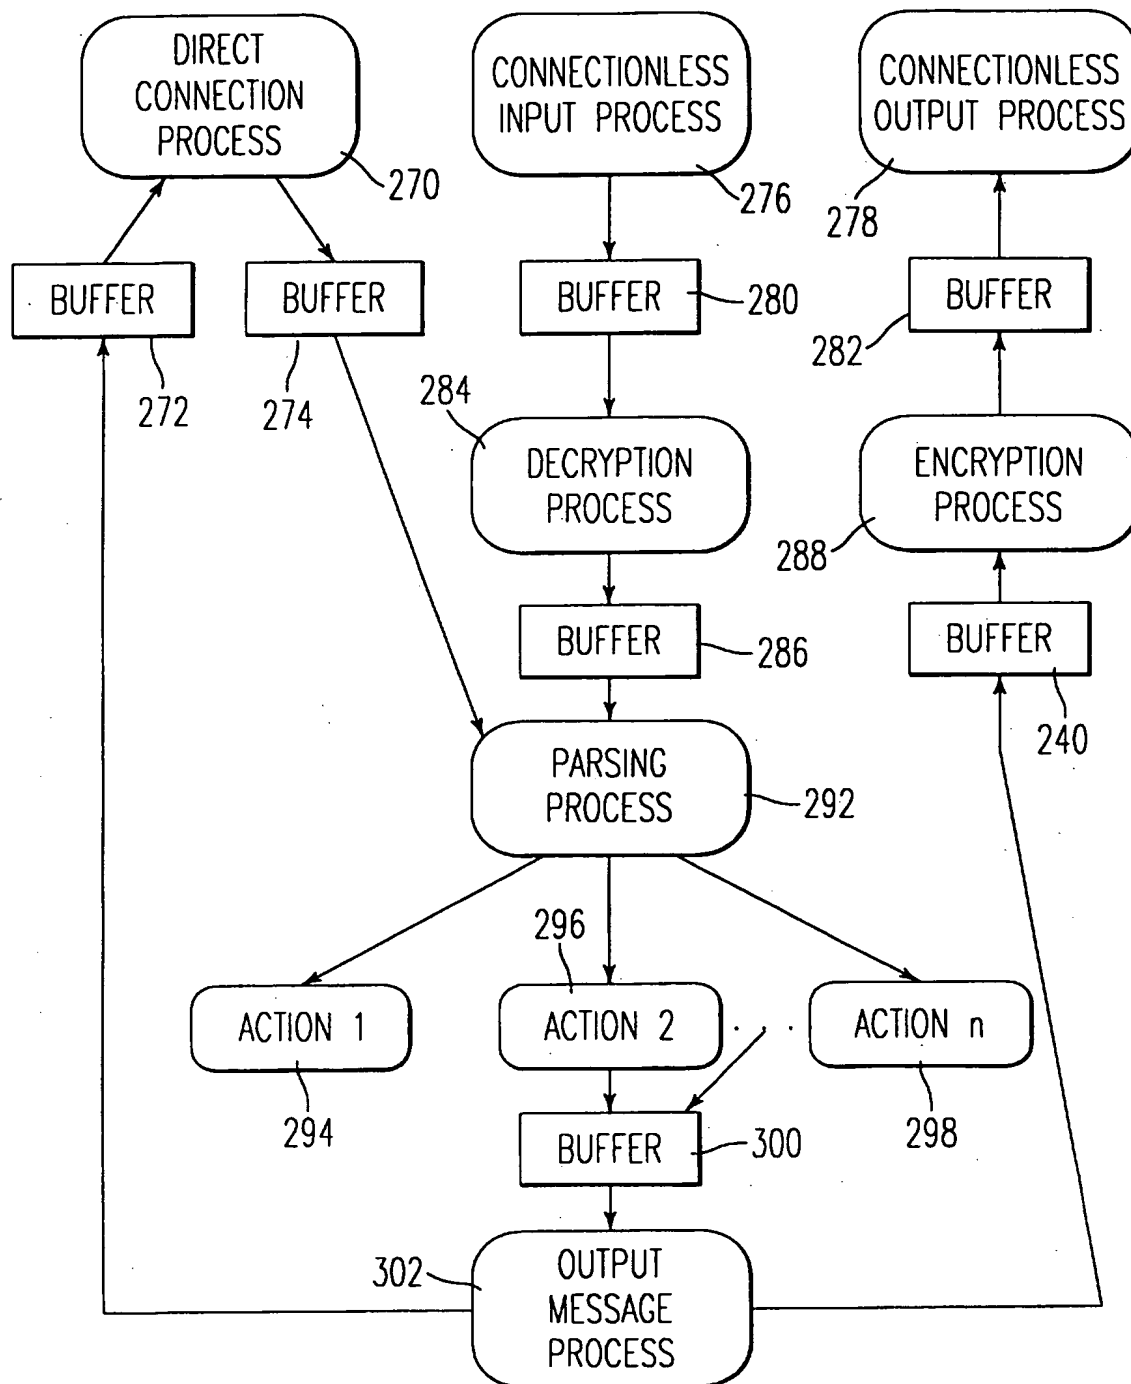 DIRECT
CONNECTION
PROCESS
270
CONNECTIONLESS
INPUT PROCESS
276
CONNECTIONLESS
OUTPUT PROCESS
278
BUFFER
272
BUFFER
274
BUFFER
280
BUFFER
282
284
DECRYPTION
PROCESS
ENCRYPTION
PROCESS
288
BUFFER
286
BUFFER
240
PARSING
PROCESS
292
ACTION 1
294
296
ACTION 2
. . .
ACTION n
298
BUFFER
300
302
OUTPUT
MESSAGE
PROCESS